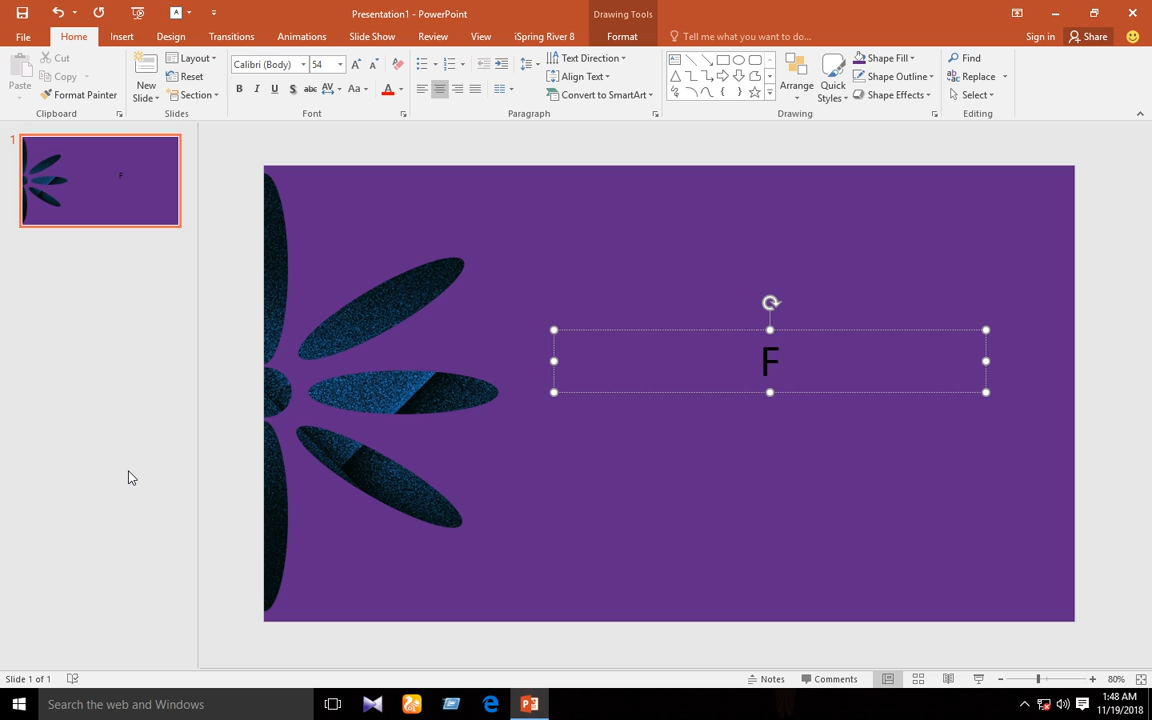 Presentation1 - PowerPoint
Drawing Tools
File
Home
Insert
Design
Transitions
Animations
Slide Show
Review
View
iSpring River 8
Format
Tell me what you want to do...
Sign in
Share
Paste
Cut
Copy
Format Painter
Clipboard
New
Slide
Layout
Reset
Section
Slides
Calibri (Body)
54
B I U S abc AV Aa A
Font
Text Direction
Align Text
Convert to SmartArt
Paragraph
Arrange
Quick
Styles
Shape Fill
Shape Outline
Shape Effects
Drawing
Find
Replace
Select
Editing
1
F
F
Slide 1 of 1
Notes
Comments
80%
Search the web and Windows
1:48 AM
11/19/2018